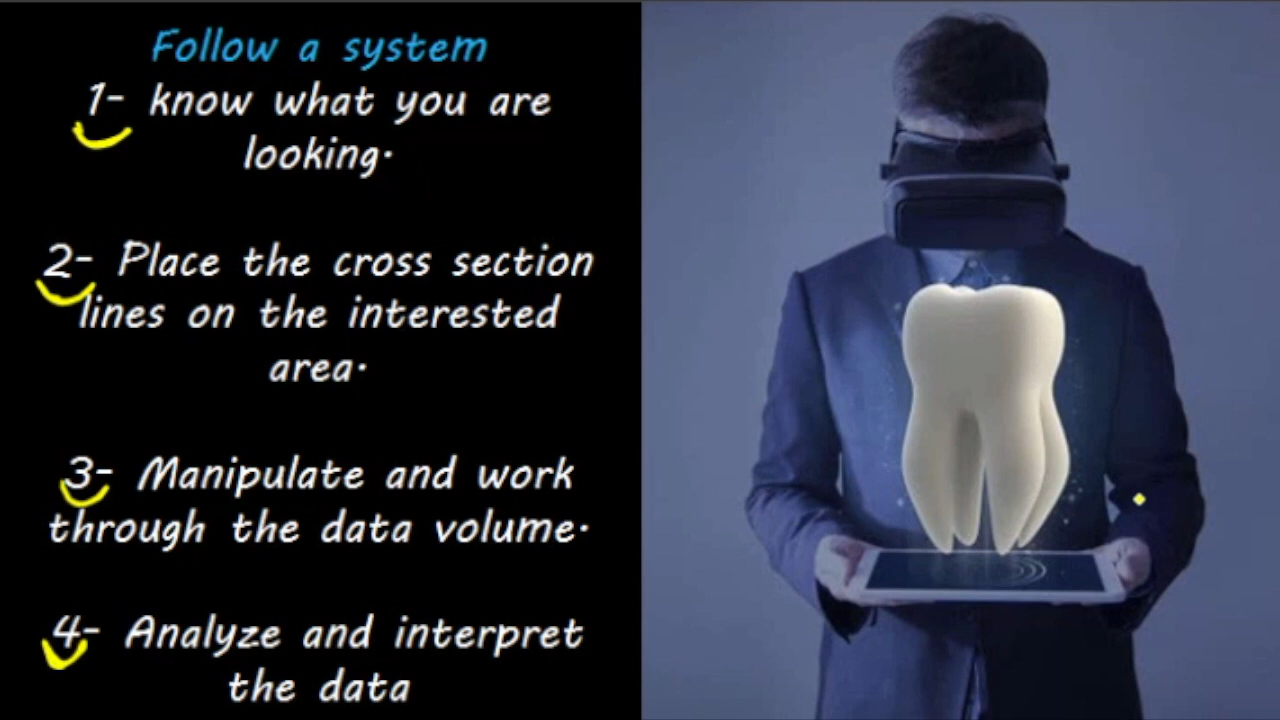 Follow a system
1- know what you are
looking.
2- Place the cross section
lines on the interested
area.
3- Manipulate and work
through the data volume.
4- Analyze and interpret
the data